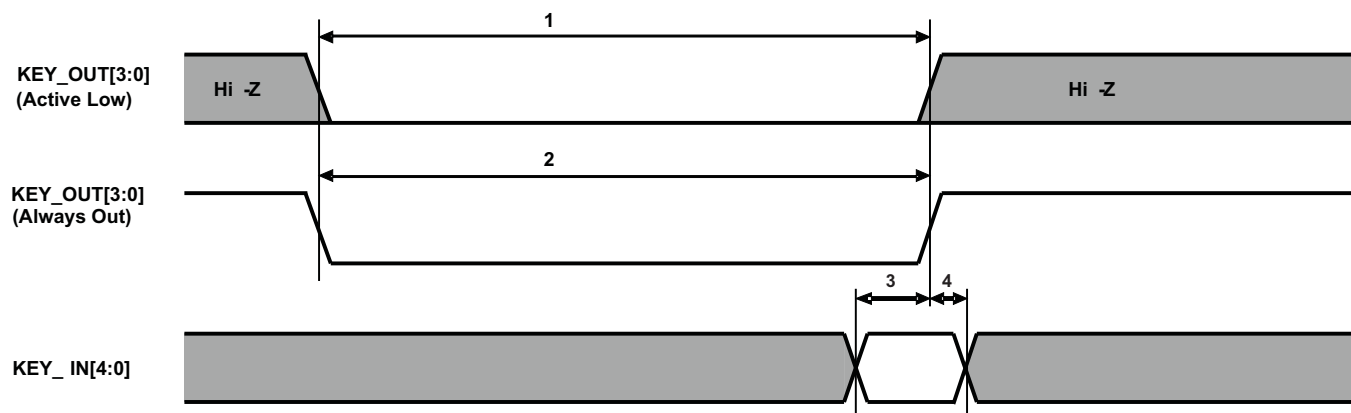 1
KEY_OUT[3:0]
(Active Low)
Hi -Z
Hi -Z
2
KEY_OUT[3:0]
(Always Out)
3
4
KEY_ IN[4:0]